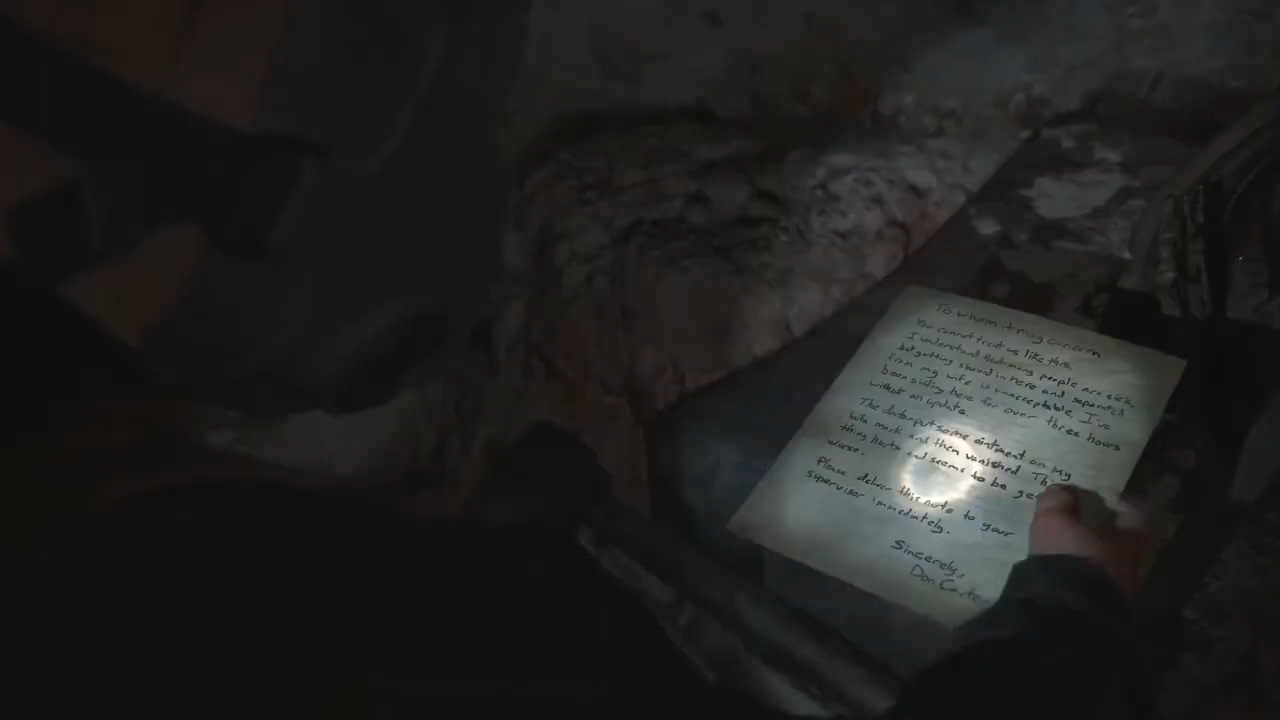 To whom it may concern
You cannot treat us like this.
I understand that many people are sick
but getting shoved in here and separated
from my wife is unacceptable. I've
been sitting here for over three hours
without an update.
The doctor put some ointment on my
bite mark and then vanished. The
thing hurts and seems to be
worse.
Please deliver this note to your
supervisor immediately.
Sincerely,
Don Carter